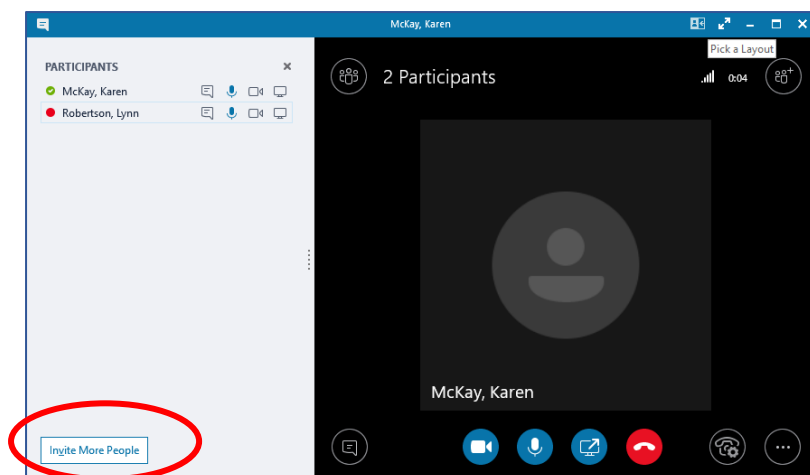 McKay, Karen
Pick a Layout
PARTICIPANTS
McKay, Karen
Robertson, Lynn
2 Participants
0:04
McKay, Karen
Invite More People